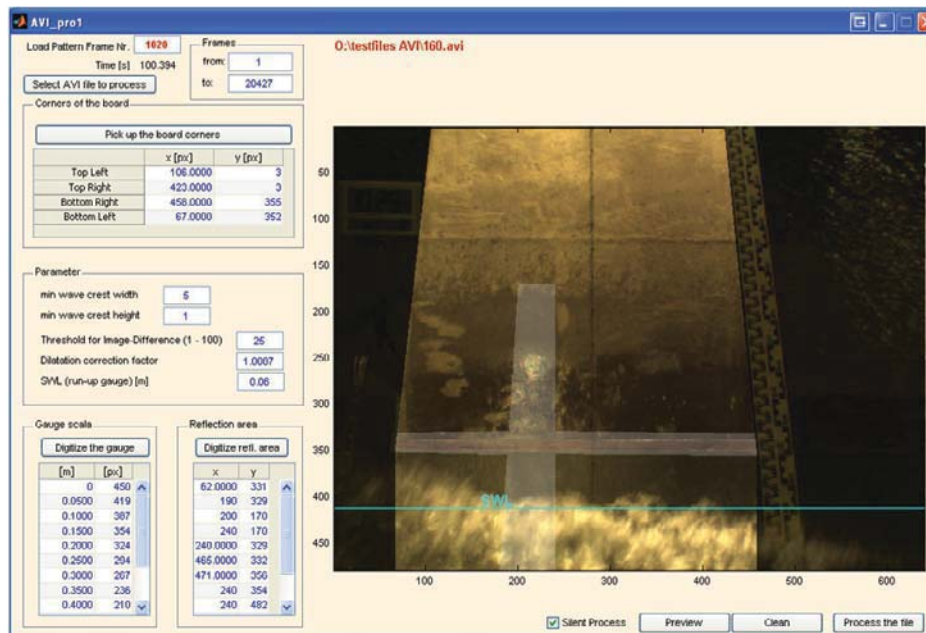 AVI_pro1
Load Pattern Frame Nr. 1020
Time [s] 100.394
Select AVI file to process
Frames
from: 1
to: 20427
O:\testfiles AVI\160.avi
Corners of the board
Pick up the board corners
x [px] y [px]
Top Left 106.0000 3
Top Right 423.0000 3
Bottom Right 458.0000 355
Bottom Left 67.0000 352
Parameter
min wave crest width 5
min wave crest height 1
Threshold for Image-Difference (1 - 100) 25
Dilatation correction factor 1.0007
SWL (run-up gauge) [m] 0.06
Gauge scala
Digitize the gauge
[m] [px]
0 450
0.0500 419
0.1000 387
0.1500 354
0.2000 324
0.2500 294
0.3000 267
0.3500 236
0.4000 210
Reflection area
Digitize refl. area
x y
62.0000 331
190 329
200 170
240 170
240.0000 329
465.0000 332
471.0000 356
240 354
240 482
50
100
150
200
250
300
350
400
450
SWL
100 200 300 400 500 600
Silent Process
Preview
Clean
Process the file